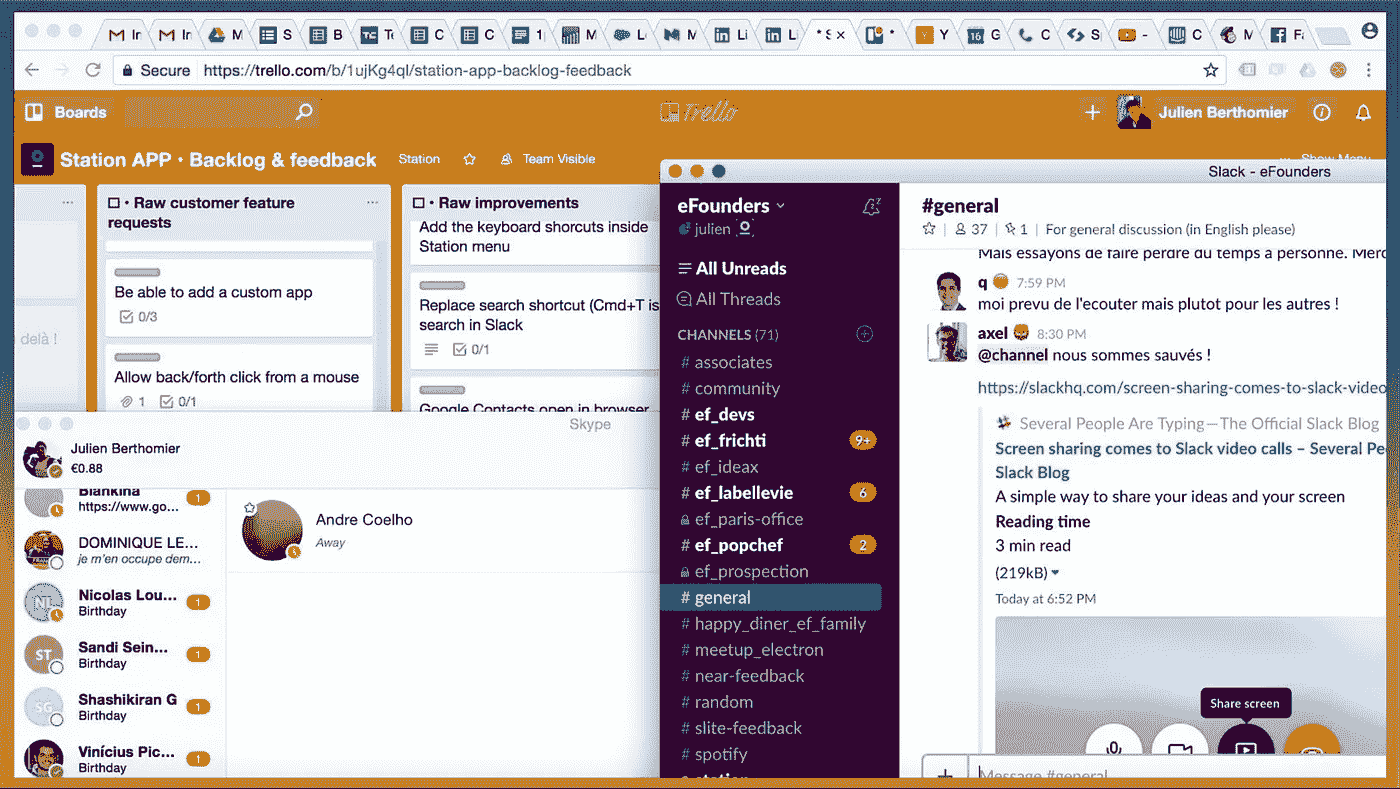 Secure https://trello.com/b/1ujKg4ql/station-app-backlog-feedback
Boards
Trello
Julien Berthomier
Station APP • Backlog & feedback
Station
Team Visible
Show Menu
delà !
• Raw customer feature
requests
Be able to add a custom app
0/3
Allow back/forth click from a mouse
1 0/1
• Raw improvements
Add the keyboard shorcuts inside
Station menu
Replace search shortcut (Cmd+T is
search in Slack
0/1
Google Contacts open in browser
Skype
Julien Berthomier
€0.88
Blankina
1
https://www.go...
DOMINIQUE LE...
je m'en occupe dem...
Nicolas Lou...
1
Birthday
ST
Sandi Sein...
1
Birthday
SG
Shashikiran G
1
Birthday
Vinícius Pic...
1
Birthday
Andre Coelho
Away
Slack - eFounders
eFounders
julien
All Unreads
All Threads
CHANNELS (71)
# associates
# community
# ef_devs
# ef_frichti 9+
# ef_ideax
# ef_labellevie 6
ef_paris-office
# ef_popchef 2
ef_prospection
# general
# happy_diner_ef_family
# meetup_electron
# near-feedback
# random
# slite-feedback
# spotify
station
#general
37 | 1 | For general discussion (in English please)
Mais essayons de faire perdre du temps à personne. Merc
q 7:59 PM
moi prevu de l'ecouter mais plutot pour les autres !
axel 8:30 PM
@channel nous sommes sauvés !
https://slackhq.com/screen-sharing-comes-to-slack-video
Several People Are Typing — The Official Slack Blog
Screen sharing comes to Slack video calls – Several Pe
Slack Blog
A simple way to share your ideas and your screen
Reading time
3 min read
(219kB)
Today at 6:52 PM
Share screen
Message #general